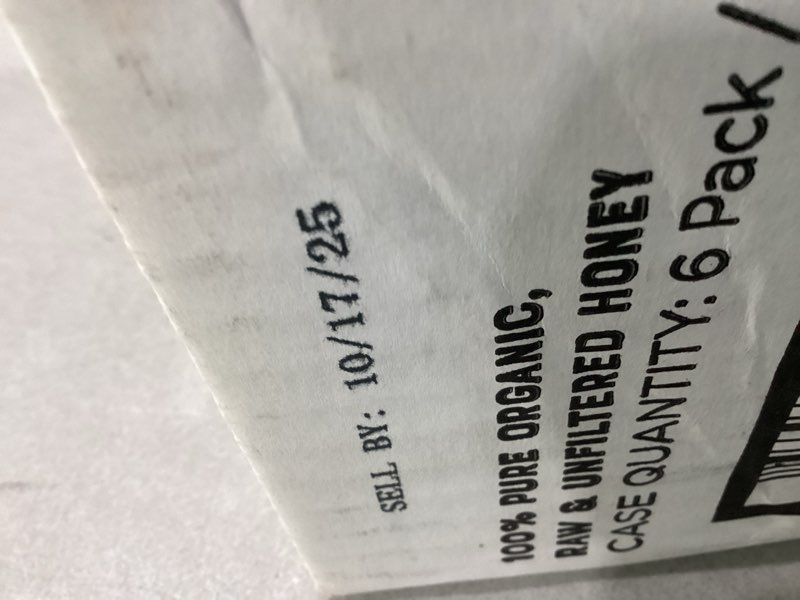 SELL BY: 10/17/25
100% PURE ORGANIC,
RAW & UNFILTERED HONEY
CASE QUANTITY: 6 Pack /